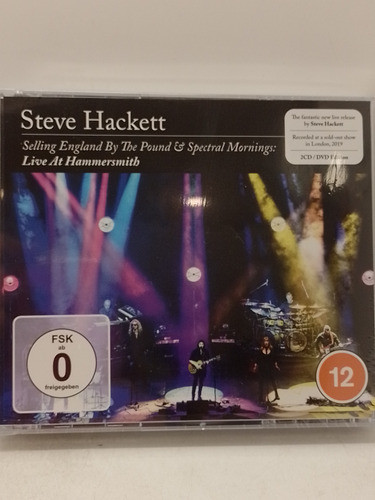 Steve Hackett
Selling England By The Pound & Spectral Mornings:
Live At Hammersmith
The fantastic new live release
by Steve Hackett
Recorded at a sold-out show
in London, 2019
2CD / DVD Edition
FSK
ab
0
freigegeben
12